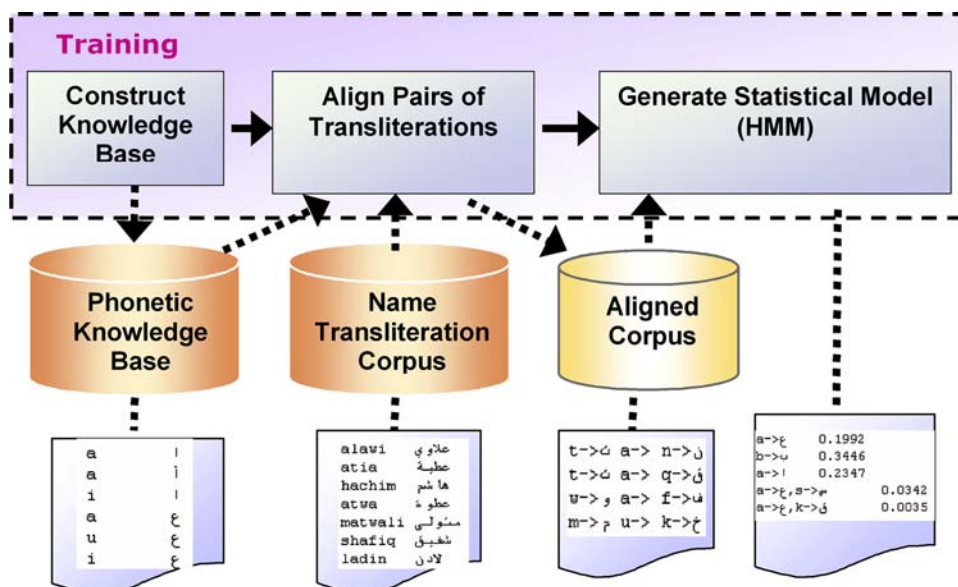 Training
Construct
Knowledge
Base
Align Pairs of
Transliterations
Generate Statistical Model
(HMM)
Phonetic
Knowledge
Base
Name
Transliteration
Corpus
Aligned
Corpus
a ا
a آ
i ا
a ع
u ع
i ع
alawi علاوي
atia عطية
hachim هاشم
atwa عطوة
matwali متولى
shafiq شفيق
ladin لادن
t->ت a-> n->ن
t->ت a-> q->ق
w->و a-> f->ف
m->م u-> k->خ
a->ع 0.1992
b->ب 0.3446
a->ا 0.2347
a->ع,s->س 0.0342
a->ع,k->ق 0.0035